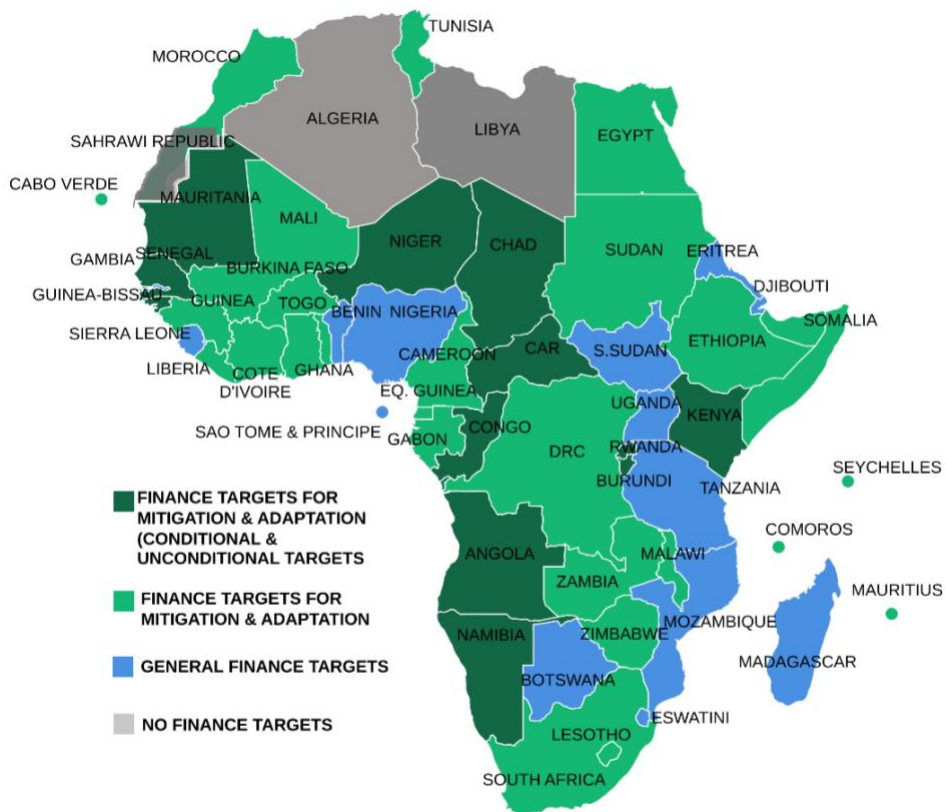 TUNISIA
MOROCCO
ALGERIA
LIBYA
EGYPT
SAHRAWI REPUBLIC
CABO VERDE
MAURITANIA
MALI
NIGER
CHAD
SUDAN
ERITREA
GAMBIA
SENEGAL
BURKINA FASO
DJIBOUTI
GUINEA-BISSAU
GUINEA
TOGO
BENIN
NIGERIA
SOMALIA
SIERRA LEONE
CAMEROON
CAR
S.SUDAN
ETHIOPIA
LIBERIA
COTE
D'IVOIRE
GHANA
EQ. GUINEA
UGANDA
KENYA
SAO TOME & PRINCIPE
GABON
CONGO
DRC
RWANDA
BURUNDI
TANZANIA
SEYCHELLES
COMOROS
ANGOLA
MALAWI
ZAMBIA
MAURITIUS
NAMIBIA
ZIMBABWE
MOZAMBIQUE
MADAGASCAR
BOTSWANA
ESWATINI
LESOTHO
SOUTH AFRICA
FINANCE TARGETS FOR
MITIGATION & ADAPTATION
(CONDITIONAL &
UNCONDITIONAL TARGETS
FINANCE TARGETS FOR
MITIGATION & ADAPTATION
GENERAL FINANCE TARGETS
NO FINANCE TARGETS